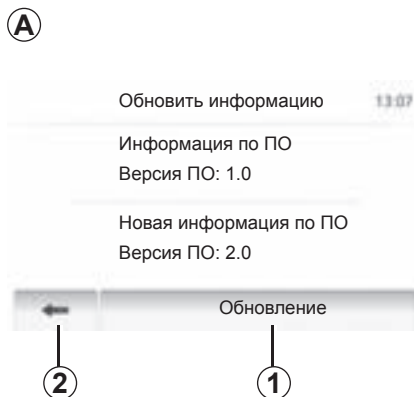 A
Обновить информацию 13:07
Информация по ПО
Версия ПО: 1.0
Новая информация по ПО
Версия ПО: 2.0
Обновление
2 1